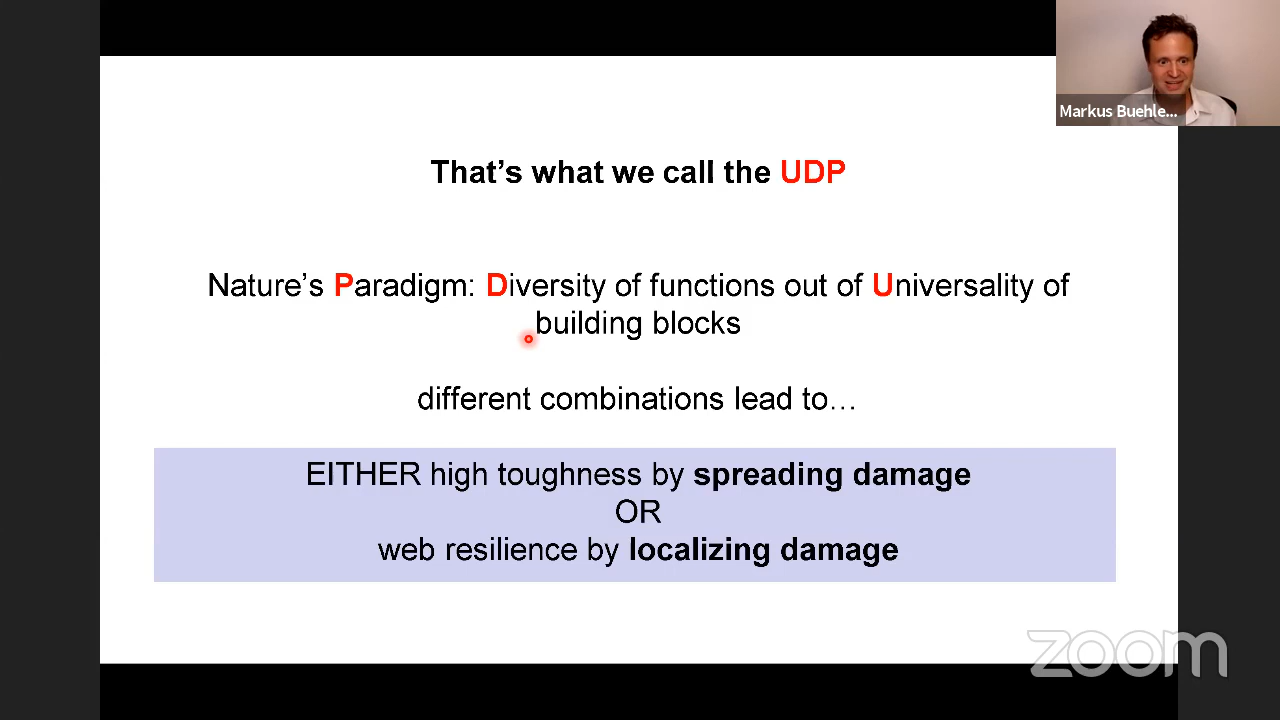 Markus Buehle...
That's what we call the UDP
Nature's Paradigm: Diversity of functions out of Universality of
building blocks
different combinations lead to...
EITHER high toughness by spreading damage
OR
web resilience by localizing damage
zoom